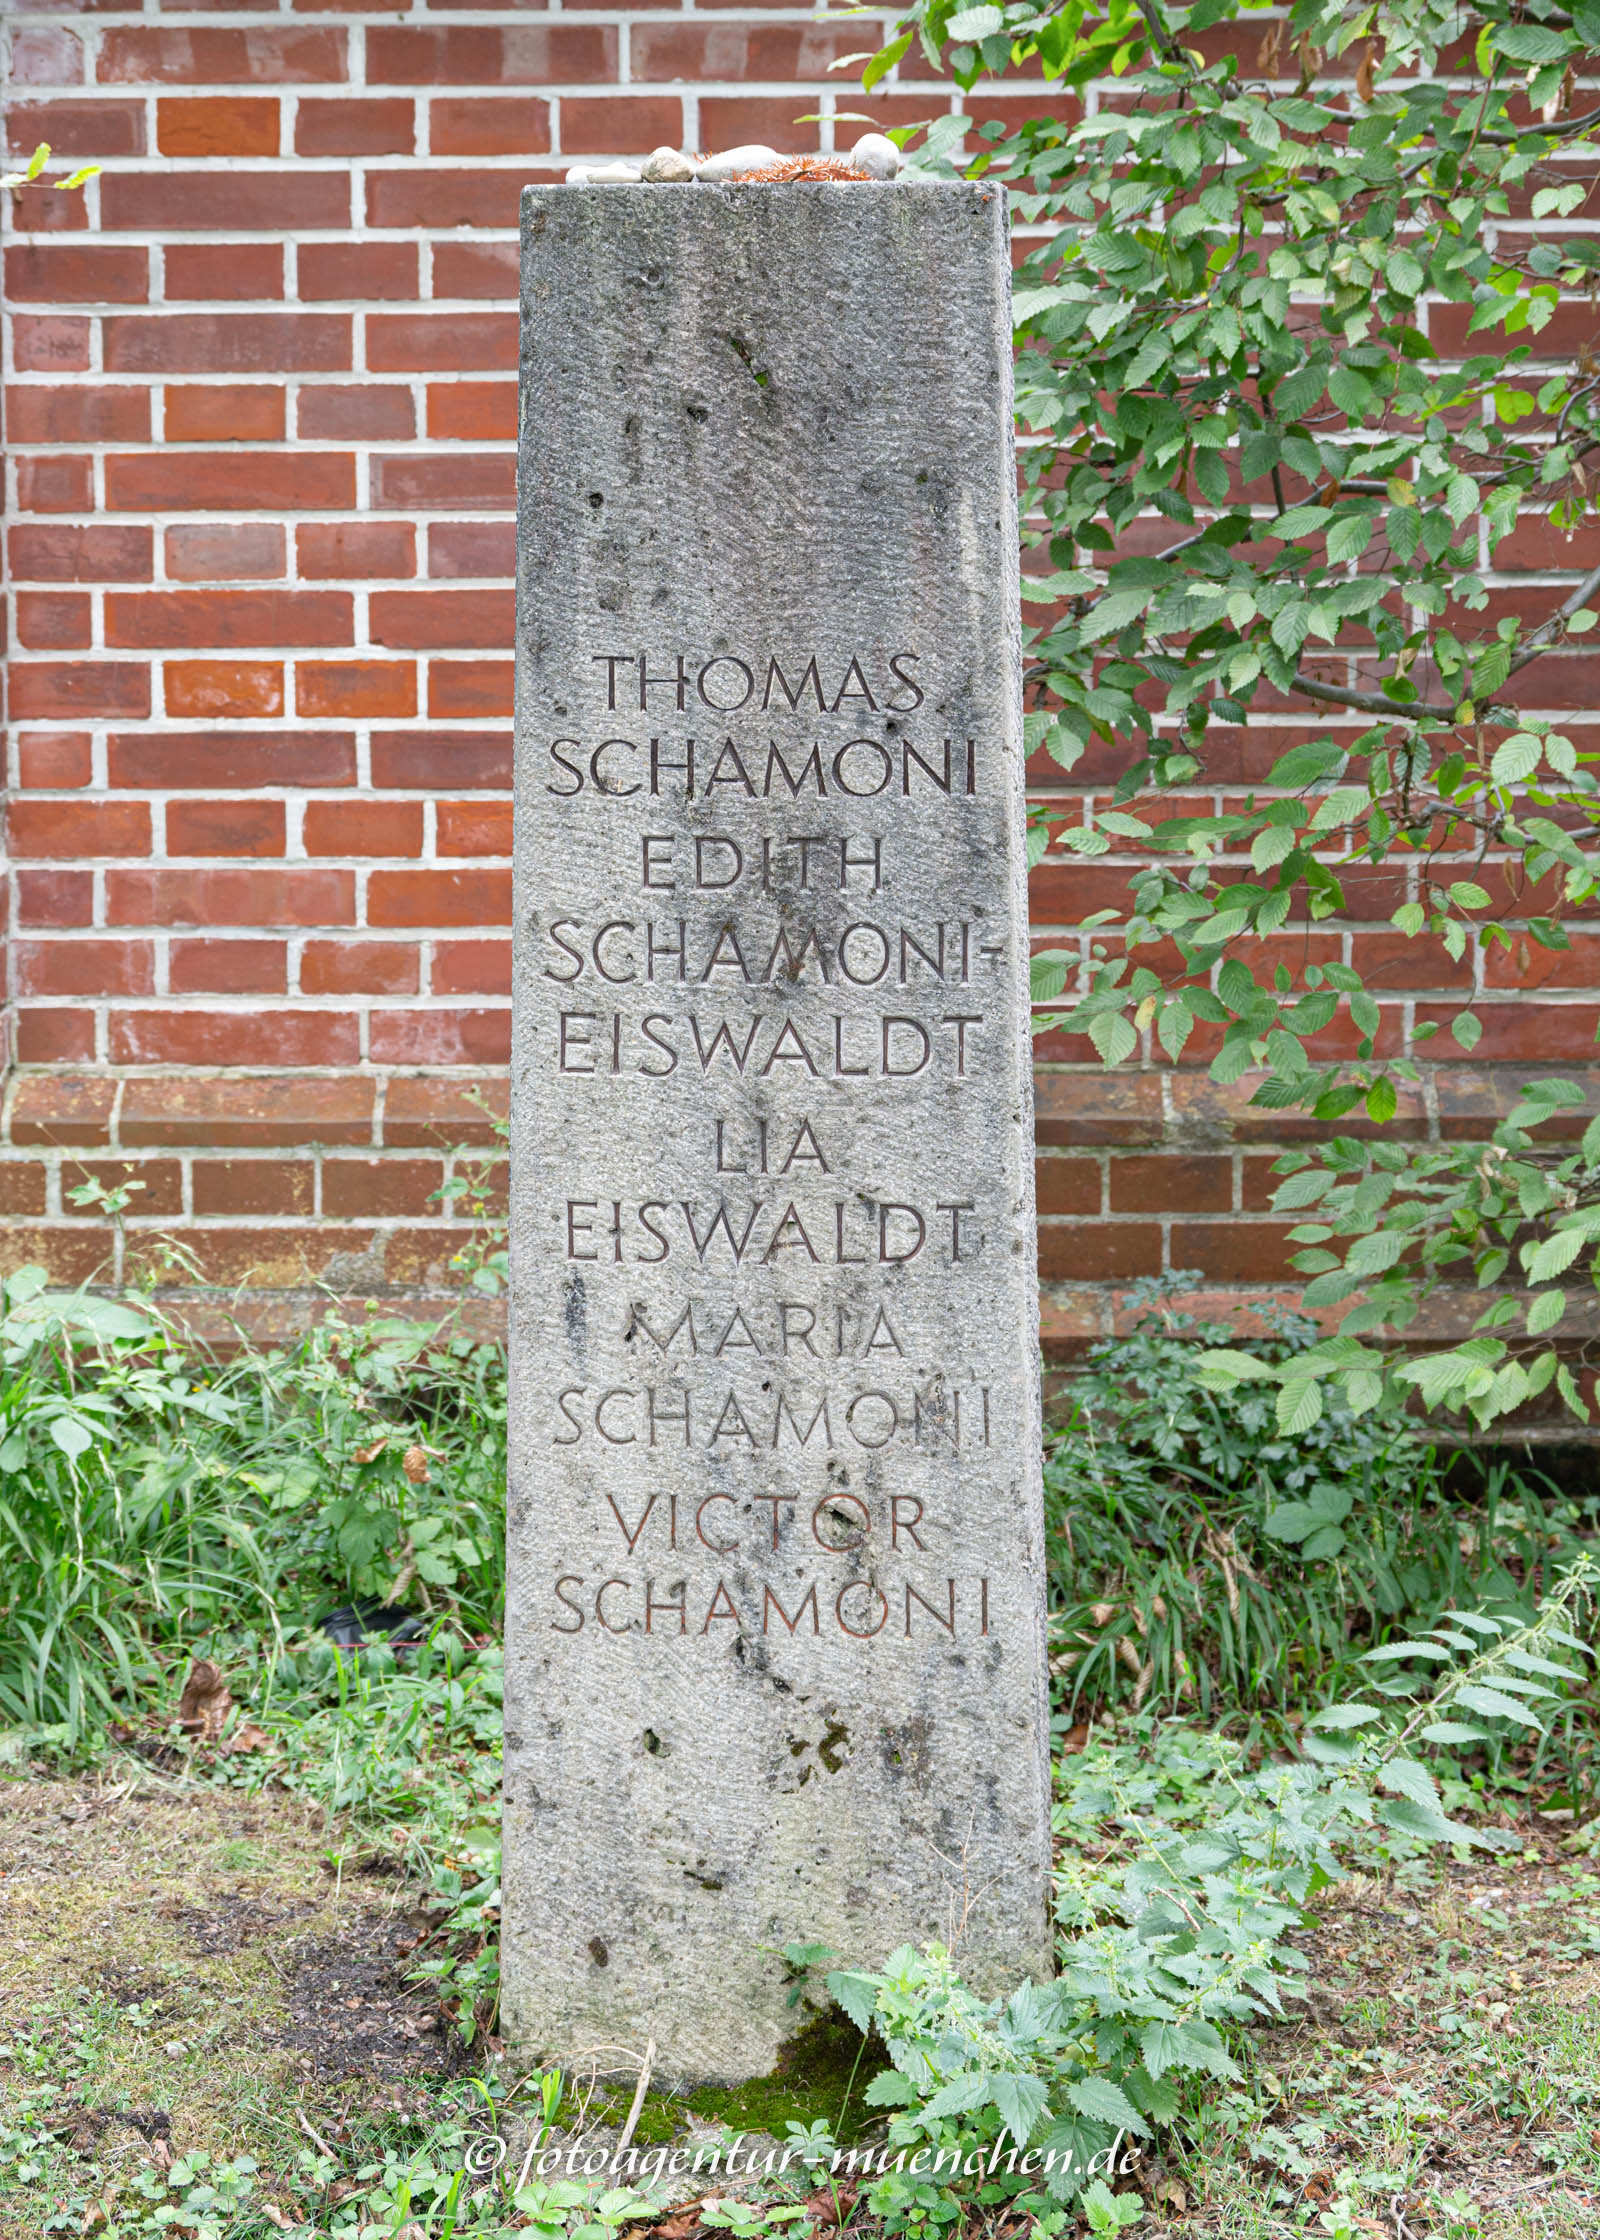 THOMAS
SCHAMONI
EDITH
SCHAMONI-
EISWALDT
LIA
EISWALDT
MARIA
SCHAMONI
VICTOR
SCHAMONI
© fotoagentur-muenchen.de